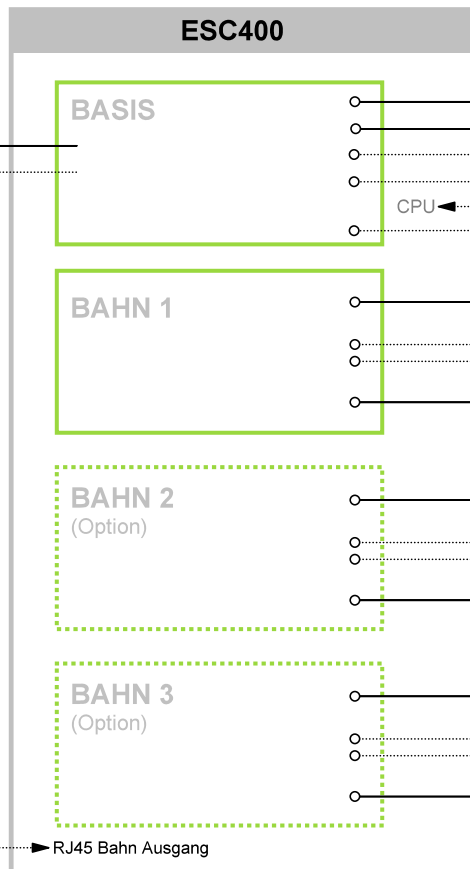 ESC400
BASIS
CPU
BAHN 1
BAHN 2
(Option)
BAHN 3
(Option)
RJ45 Bahn Ausgang